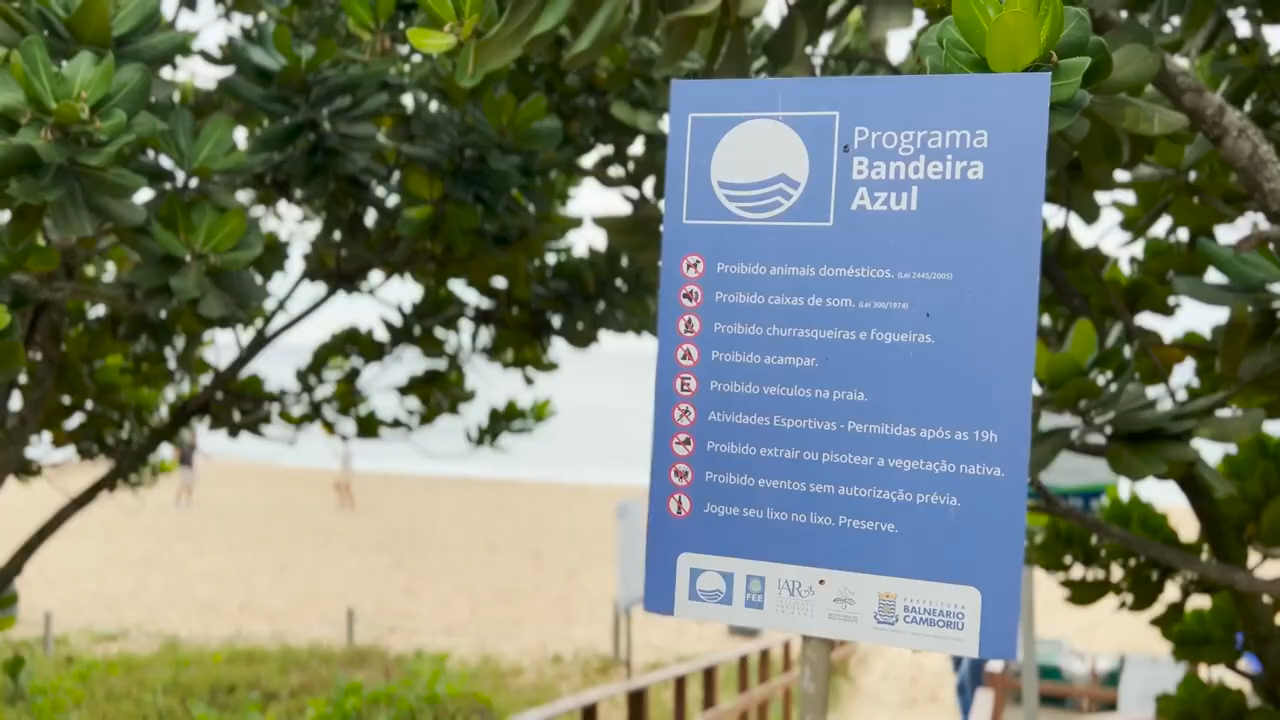 Programa
Bandeira
Azul
Proibido animais domésticos. (Lei 2445/2005)
Proibido caixas de som. (Lei 300/1974)
Proibido churrasqueiras e fogueiras.
Proibido acampar.
E
Proibido veículos na praia.
Atividades Esportivas - Permitidas após as 19h
Proibido extrair ou pisotear a vegetação nativa.
Proibido eventos sem autorização prévia.
Jogue seu lixo no lixo. Preserve.
FEE
IAR
PREFEITURA
BALNEÁRIO
CAMBORIÚ